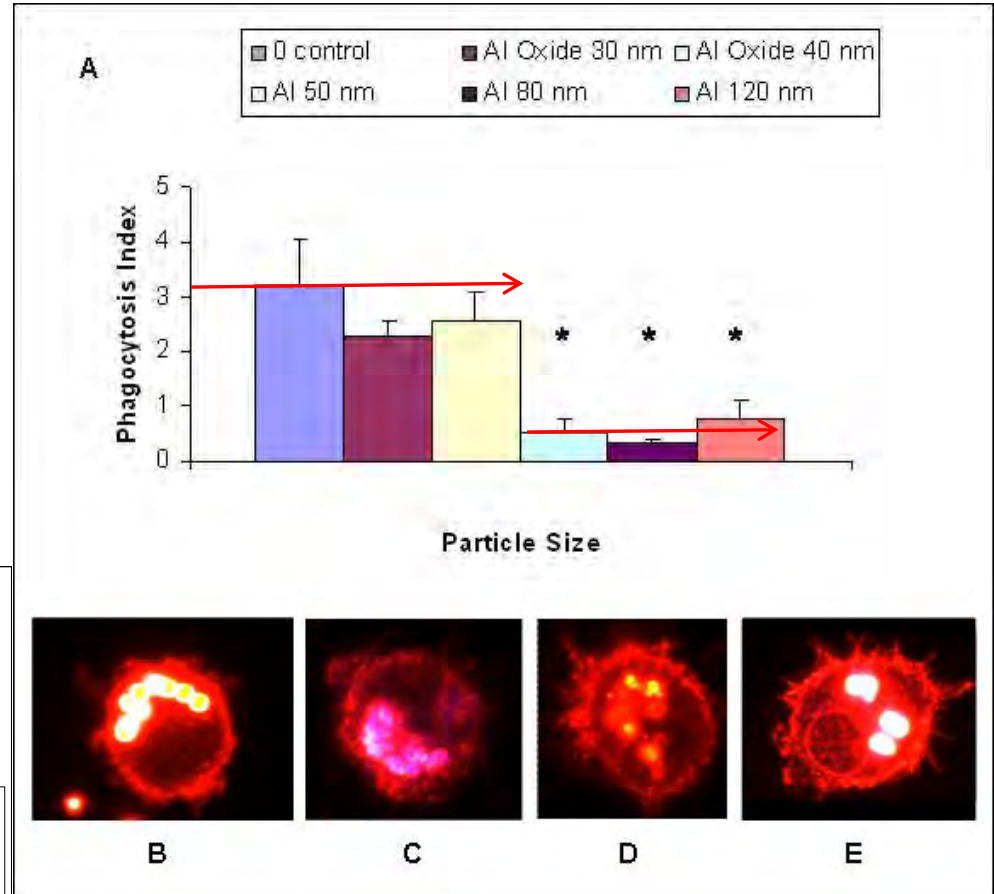 A
0 control Al Oxide 30 nm Al Oxide 40 nm
Al 50 nm Al 80 nm Al 120 nm
5
4
3
2
1
0
Phagocytosis Index
* * *
Particle Size
B C D E